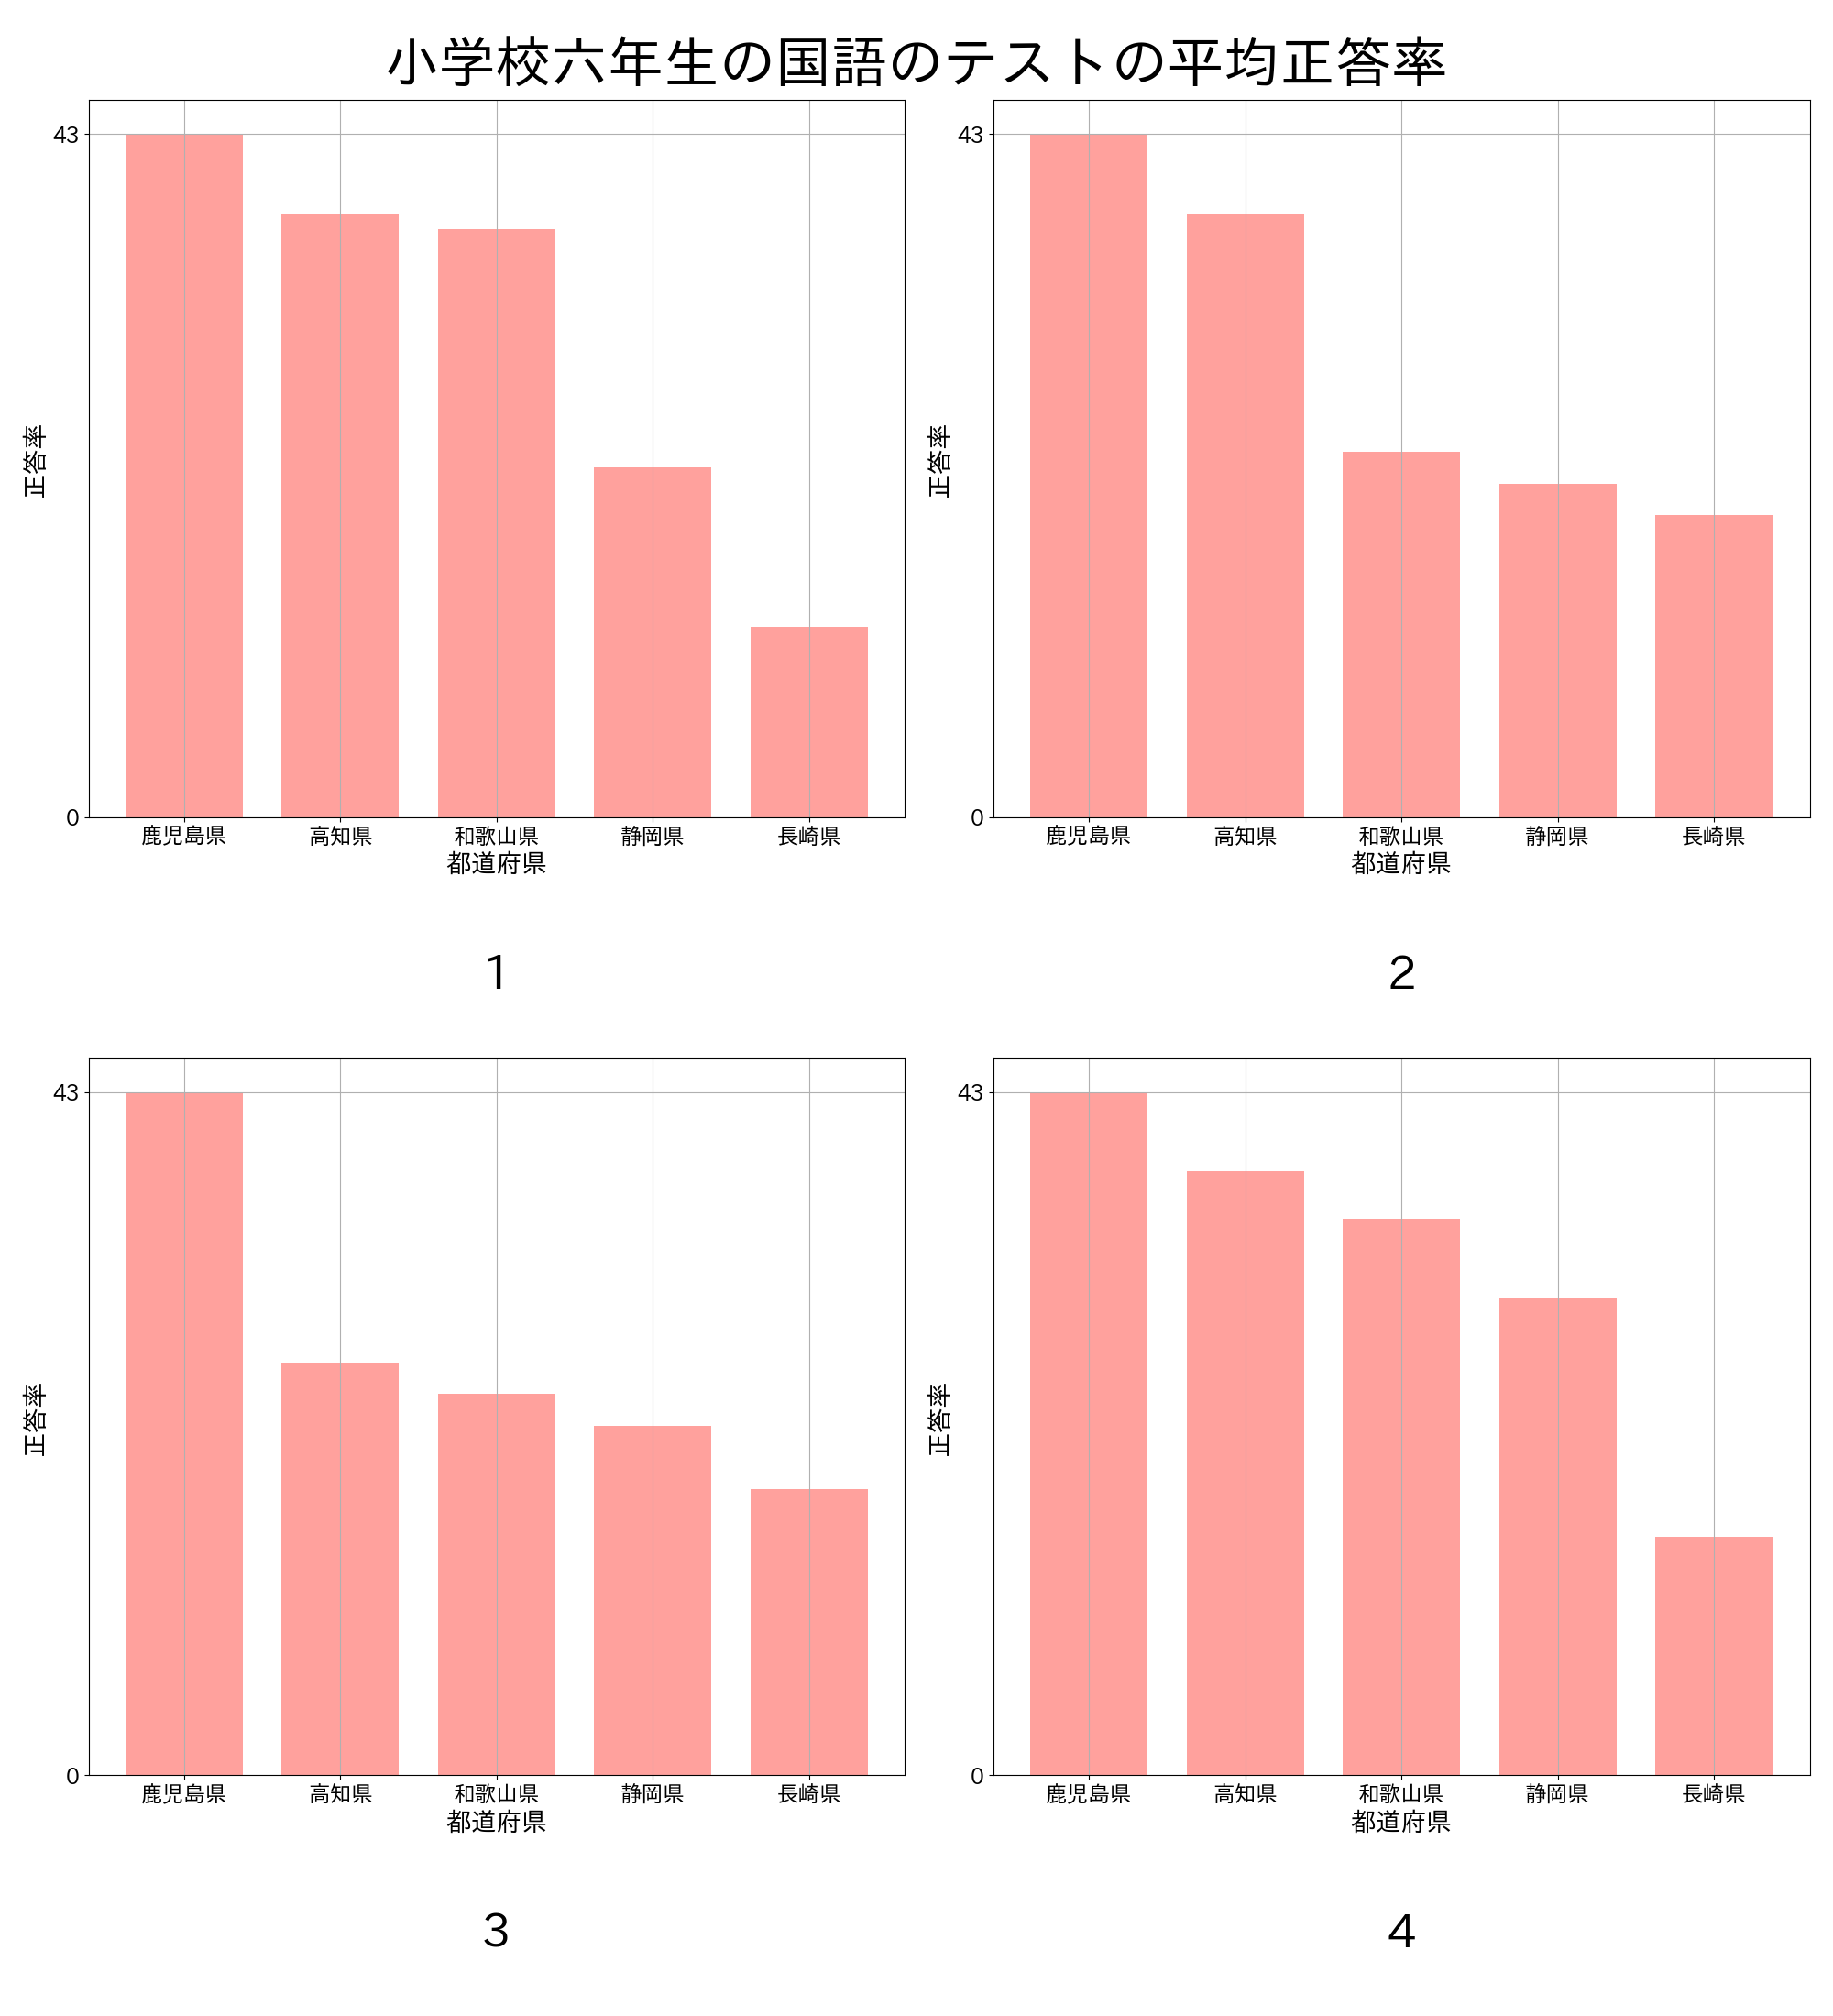 小学校六年生の国語のテストの平均正答率
43
正答率
0
鹿児島県 高知県 和歌山県 静岡県 長崎県
都道府県
1
43
正答率
0
鹿児島県 高知県 和歌山県 静岡県 長崎県
都道府県
2
43
正答率
0
鹿児島県 高知県 和歌山県 静岡県 長崎県
都道府県
3
43
正答率
0
鹿児島県 高知県 和歌山県 静岡県 長崎県
都道府県
4